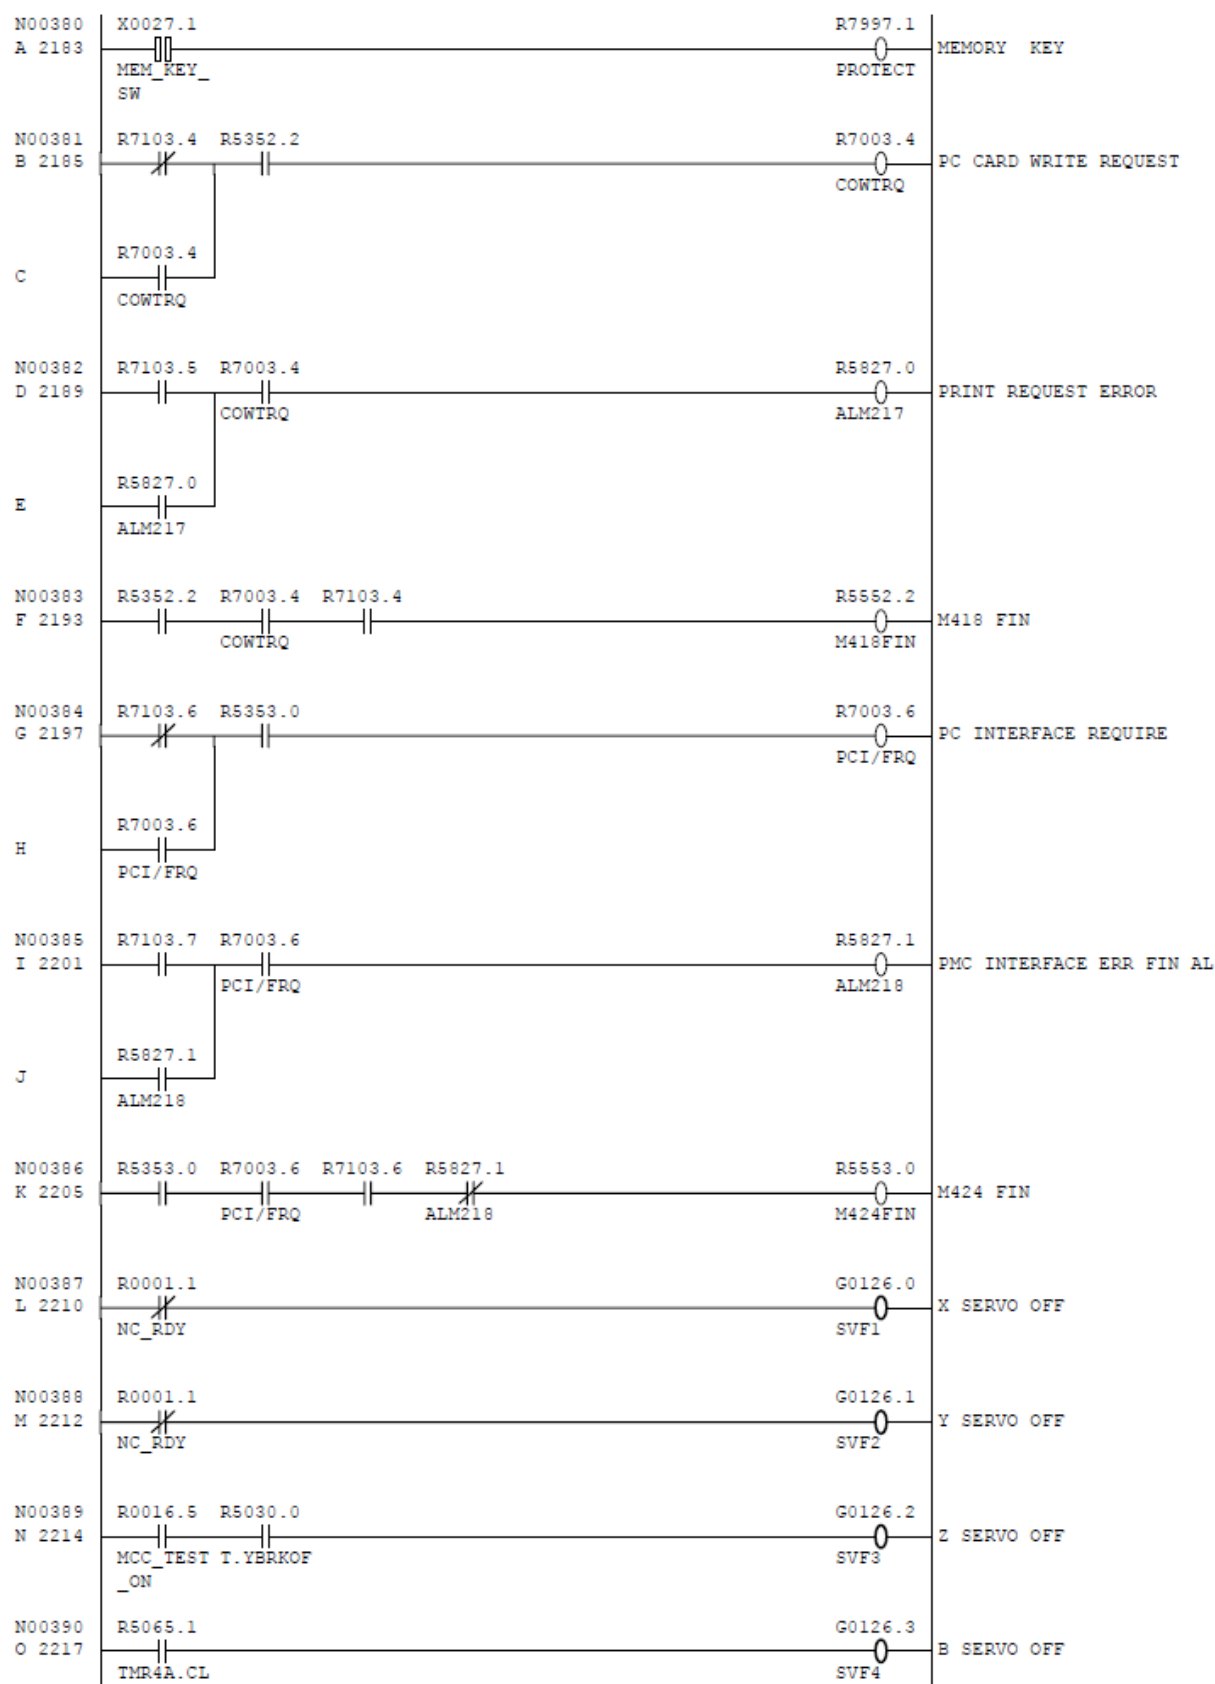 N00380 X0027.1 R7997.1
A 2183 MEMORY KEY
MEM_KEY_ PROTECT
SW
N00381 R7103.4 R5352.2 R7003.4
B 2185 PC CARD WRITE REQUEST
COWTRQ
R7003.4
C
COWTRQ
N00382 R7103.5 R7003.4 R5827.0
D 2189 PRINT REQUEST ERROR
COWTRQ ALM217
R5827.0
E
ALM217
N00383 R5352.2 R7003.4 R7103.4 R5552.2
F 2193 M418 FIN
COWTRQ M418FIN
N00384 R7103.6 R5353.0 R7003.6
G 2197 PC INTERFACE REQUIRE
PCI/FRQ
R7003.6
H
PCI/FRQ
N00385 R7103.7 R7003.6 R5827.1
I 2201 PMC INTERFACE ERR FIN AL
PCI/FRQ ALM218
R5827.1
J
ALM218
N00386 R5353.0 R7003.6 R7103.6 R5827.1 R5553.0
K 2205 M424 FIN
PCI/FRQ ALM218 M424FIN
N00387 R0001.1 G0126.0
L 2210 X SERVO OFF
NC_RDY SVF1
N00388 R0001.1 G0126.1
M 2212 Y SERVO OFF
NC_RDY SVF2
N00389 R0016.5 R5030.0 G0126.2
N 2214 Z SERVO OFF
MCC_TEST T.YBRKOF SVF3
_ON
N00390 R5065.1 G0126.3
O 2217 B SERVO OFF
TMR4A.CL SVF4